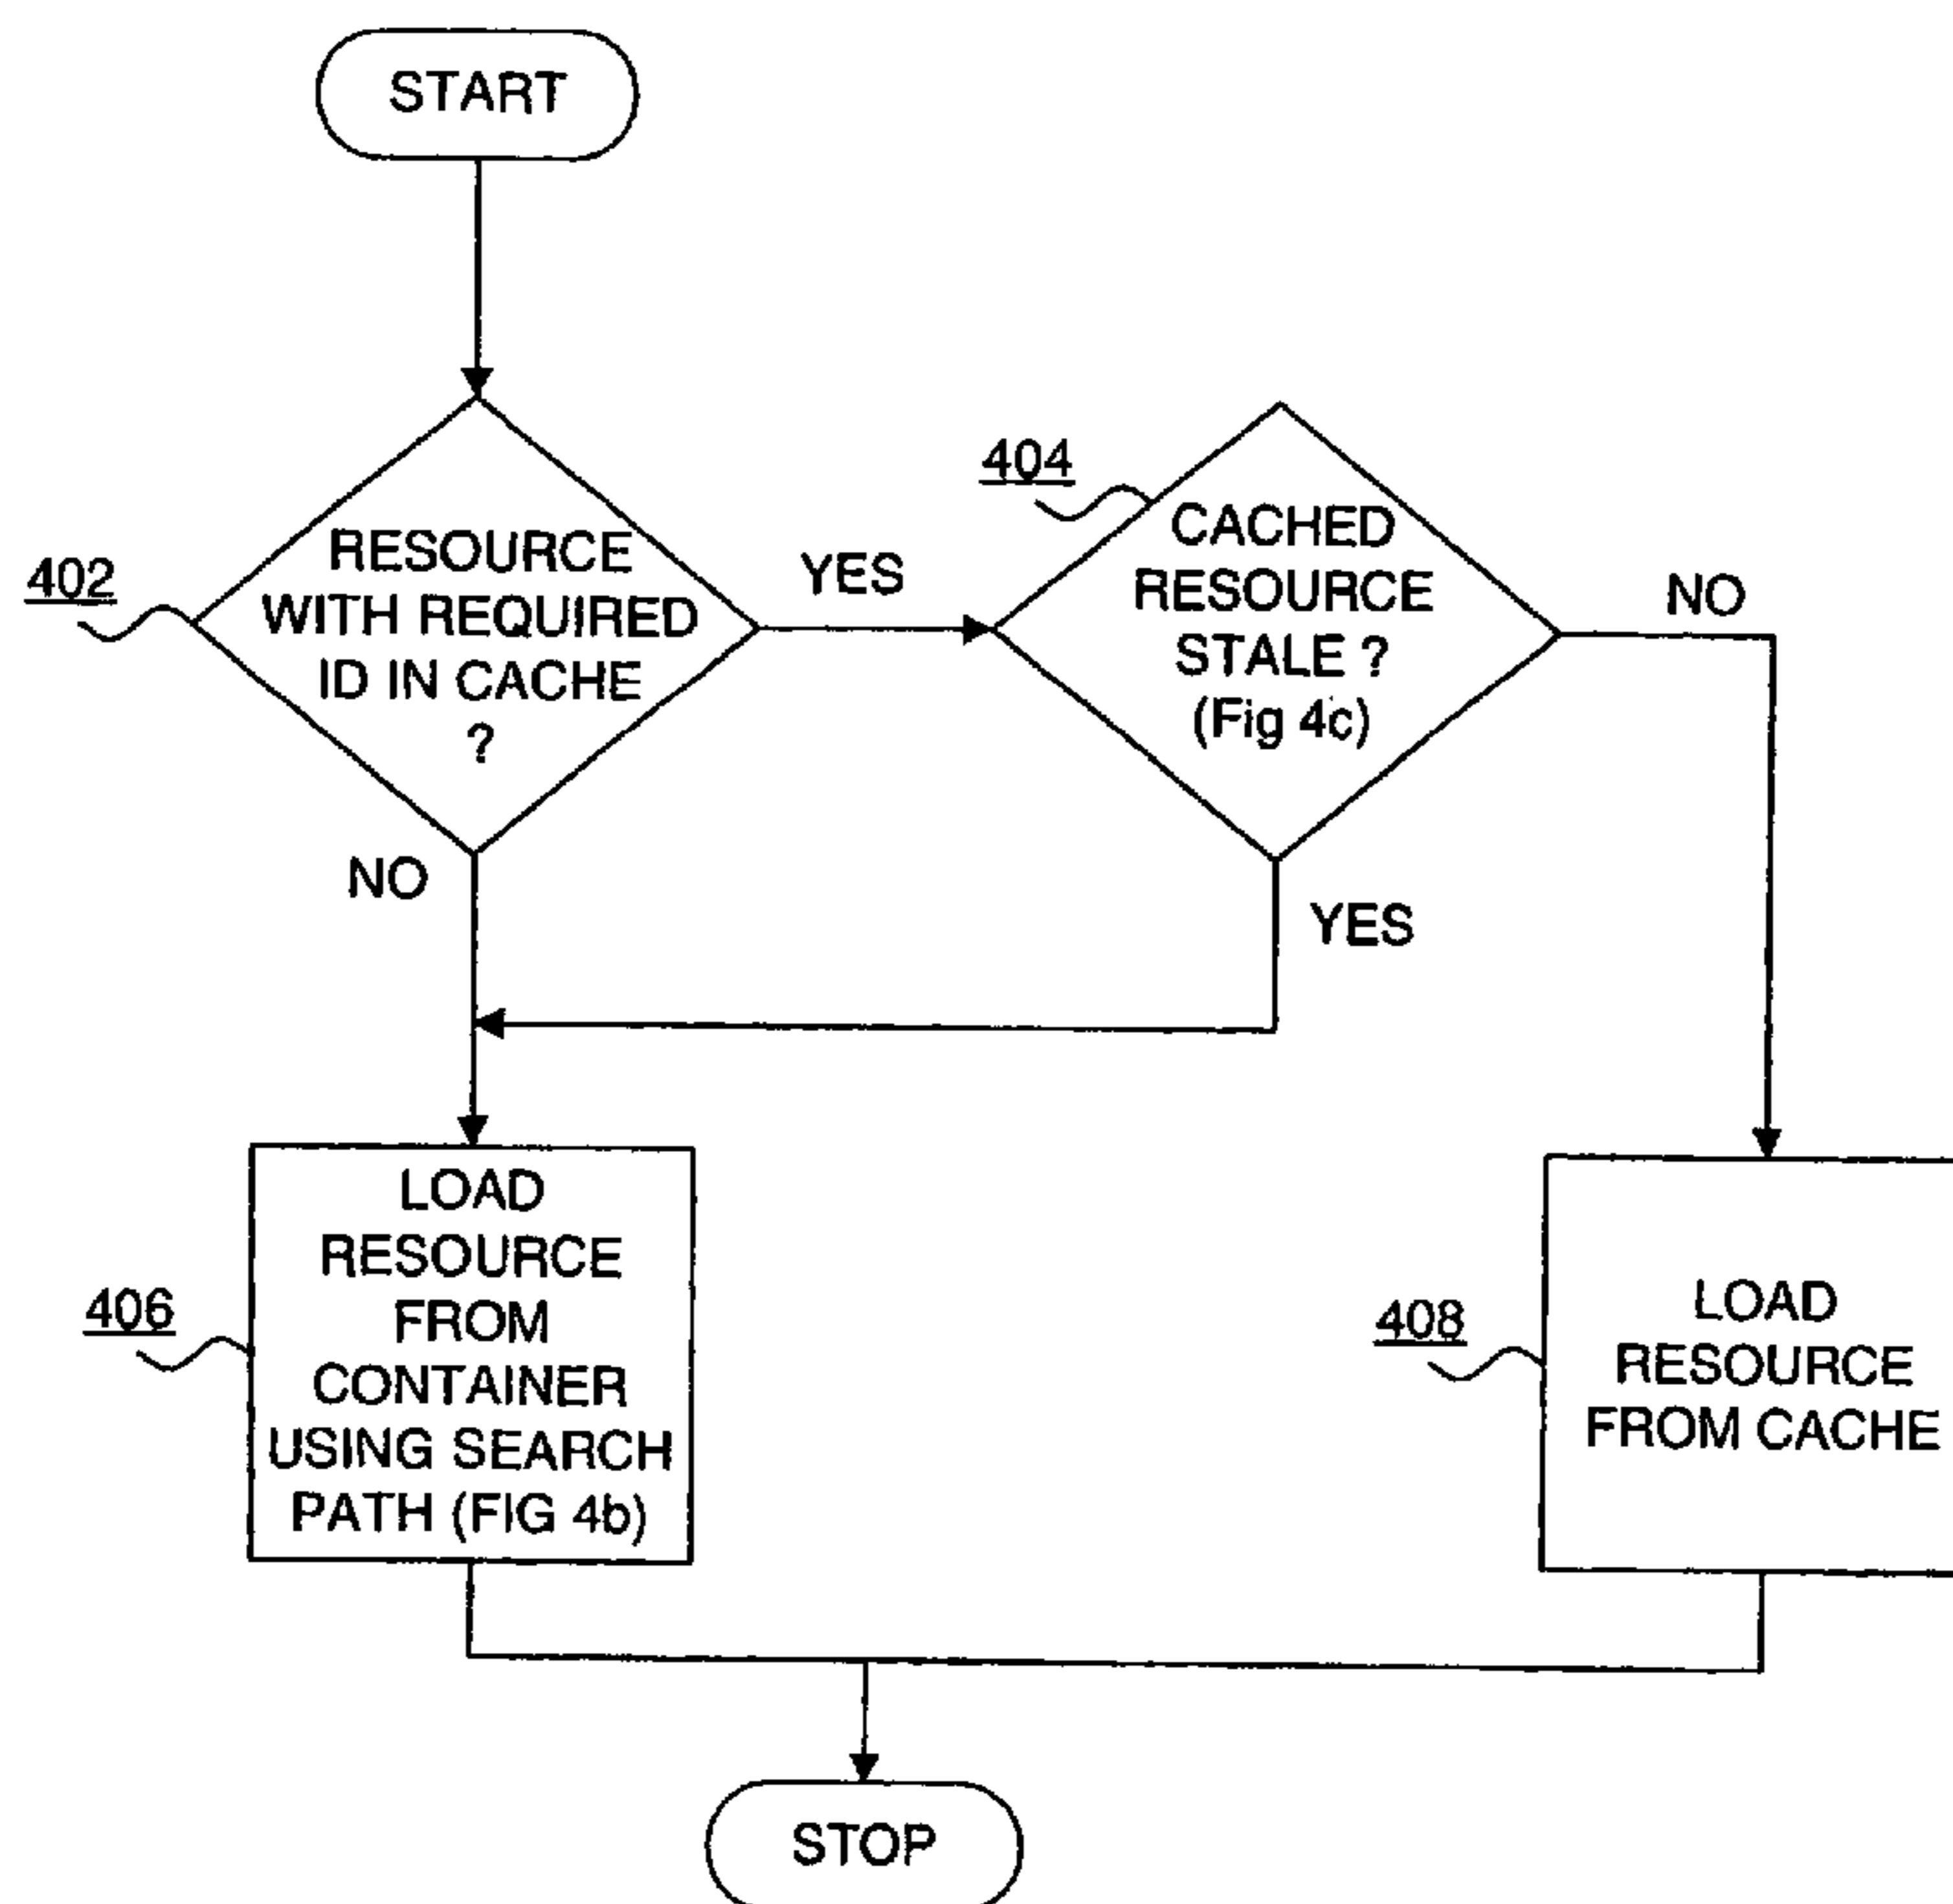 START
402
RESOURCE
WITH REQUIRED
ID IN CACHE
?
YES
404
CACHED
RESOURCE
STALE ?
(Fig 4c)
NO
NO
YES
406
LOAD
RESOURCE
FROM
CONTAINER
USING SEARCH
PATH (FIG 4b)
408
LOAD
RESOURCE
FROM CACHE
STOP